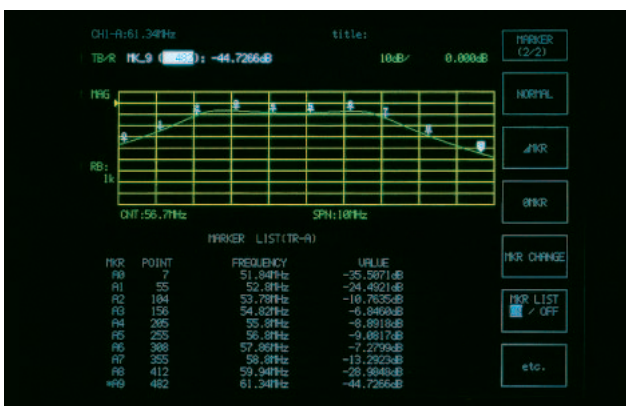 CH1-A:61.34MHz title:
TB/R MK_9 ( 482): -44.7266dB 10dB/ 0.000dB
MARKER
(2/2)
MAG
NORMAL
⊿MKR
RB:
1k
0MKR
CNT:56.7MHz SPN:10MHz
MARKER LIST(TR-A)
MKR POINT FREQUENCY VALUE
A0 7 51.84MHz -35.5071dB
A1 55 52.8MHz -24.4921dB
A2 104 53.78MHz -10.7635dB
A3 156 54.82MHz -6.8460dB
A4 205 55.8MHz -8.8918dB
A5 255 56.8MHz -9.0817dB
A6 308 57.86MHz -7.2799dB
A7 355 58.8MHz -13.2923dB
A8 412 59.94MHz -28.9848dB
*A9 482 61.34MHz -44.7266dB
MKR CHANGE
MKR LIST
/ OFF
etc.